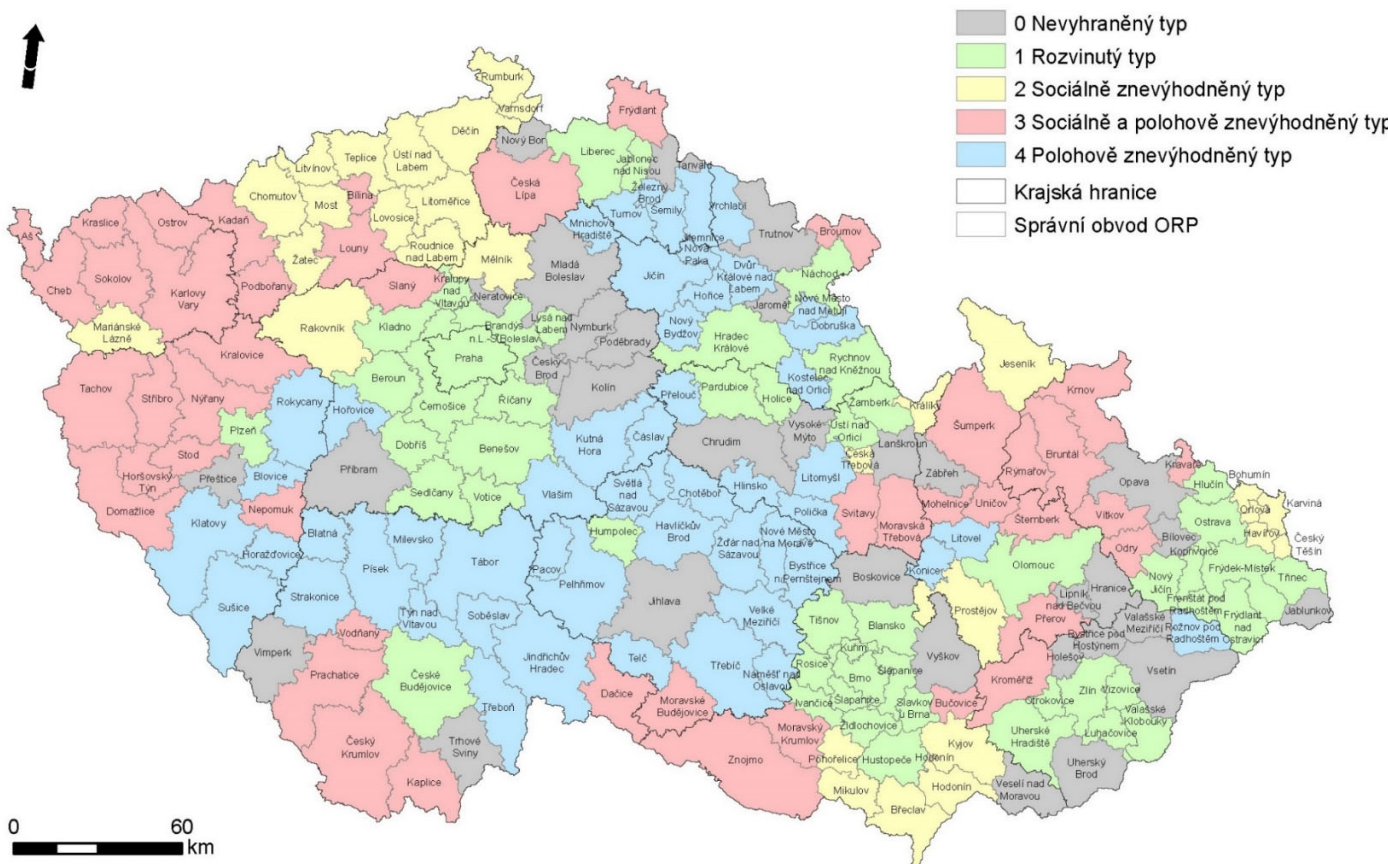 0 Nevyhraněný typ
1 Rozvinutý typ
2 Sociálně znevýhodněný typ
3 Sociálně a polohově znevýhodněný typ
4 Polohově znevýhodněný typ
Krajská hranice
Správní obvod ORP
Rumburk
Varnsdorf
Děčín
Nový Bor
Frýdlant
Liberec
Jablonec
nad Nisou
Tanvald
Litvínov
Teplice
Ústí nad
Labem
Česká
Lípa
Železný
Brod
Chomutov
Most
Bílina
Lovosice
Litoměřice
Turnov
Semily
Vrchlabí
Trutnov
Broumov
Mnichovo
Hradiště
Kraslice
Ostrov
Kadaň
Louny
Roudnice
nad Labem
Mělník
Mladá
Boleslav
Jičín
Nová
Paka
Dvůr
Králové nad
Labem
Náchod
Aš
Sokolov
Cheb
Karlovy
Vary
Podbořany
Žatec
Slaný
Kralupy
nad
Vltavou
Neratovice
Hořice
Jaroměř
Nové Město
nad Metují
Dobruška
Mariánské
Lázně
Rakovník
Kladno
Brandýs
n.L.-S.Boleslav
Lysá nad
Labem
Nymburk
Poděbrady
Nový
Bydžov
Hradec
Králové
Rychnov
nad Kněžnou
Jeseník
Praha
Český
Brod
Kolín
Kralovice
Beroun
Tachov
Stříbro
Nýřany
Rokycany
Hořovice
Černošice
Říčany
Přelouč
Pardubice
Holice
Kostelec
nad Orlicí
Žamberk
Králíky
Šumperk
Krnov
Plzeň
Dobříš
Benešov
Kutná
Hora
Čáslav
Chrudim
Vysoké
Mýto
Ústí nad
Orlicí
Česká
Třebová
Lanškroun
Zábřeh
Rýmařov
Bruntál
Stod
Horšovský
Týn
Přeštice
Blovice
Příbram
Sedlčany
Votice
Vlašim
Světlá
nad
Sázavou
Chotěboř
Hlinsko
Litomyšl
Opava
Kravaře
Hlučín
Bohumín
Karviná
Orlová
Havířov
Český
Těšín
Domažlice
Nepomuk
Klatovy
Blatná
Milevsko
Tábor
Humpolec
Havlíčkův
Brod
Žďár nad
Sázavou
Nové Město
na Moravě
Polička
Svitavy
Moravská
Třebová
Mohelnice
Uničov
Šternberk
Vítkov
Ostrava
Bílovec
Kopřivnice
Horažďovice
Písek
Pacov
Pelhřimov
Bystřice
n.Pernštejnem
Boskovice
Konice
Litovel
Olomouc
Odry
Nový
Jičín
Frýdek-Místek
Třinec
Sušice
Strakonice
Týn nad
Vltavou
Soběslav
Jihlava
Velké
Meziříčí
Tišnov
Blansko
Prostějov
Lipník
nad Bečvou
Hranice
Frenštát pod
Radhoštěm
Frýdlant
nad
Ostravicí
Jablunkov
Vodňany
Vimperk
Prachatice
České
Budějovice
Jindřichův
Hradec
Telč
Třebíč
Náměšť nad
Oslavou
Rosice
Kuřim
Brno
Šlapanice
Vyškov
Přerov
Valašské
Meziříčí
Rožnov pod
Radhoštěm
Bystřice pod
Hostýnem
Holešov
Vsetín
Třeboň
Dačice
Moravské
Budějovice
Ivančice
Šlapanice
Slavkov
u Brna
Bučovice
Kroměříž
Otrokovice
Zlín
Vizovice
Valašské
Klobouky
Luhačovice
Český
Krumlov
Trhové
Sviny
Kaplice
Znojmo
Moravský
Krumlov
Židlochovice
Pohořelice
Hustopeče
Kyjov
Hodonín
Uherské
Hradiště
Uherský
Brod
Veselí nad
Moravou
Mikulov
Břeclav
Hodonín
0 60
km